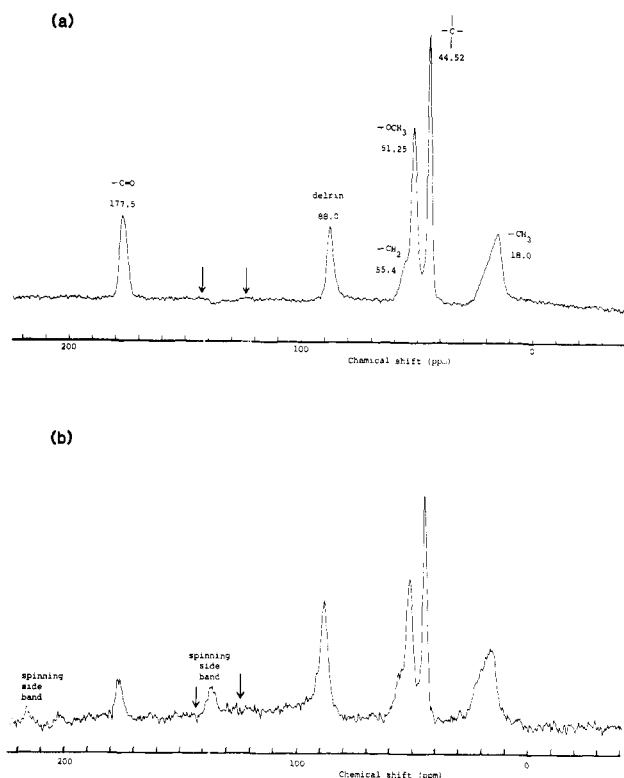 (a)
—C—
44.52
—OCH3
51.25
—C=O
177.5
delrin
88.0
—CH2
55.4
—CH3
18.0
200 100 0
Chemical shift (ppm)
(b)
spinning
side
band
spinning
side
band
200 100 0
Chemical shift (ppm)